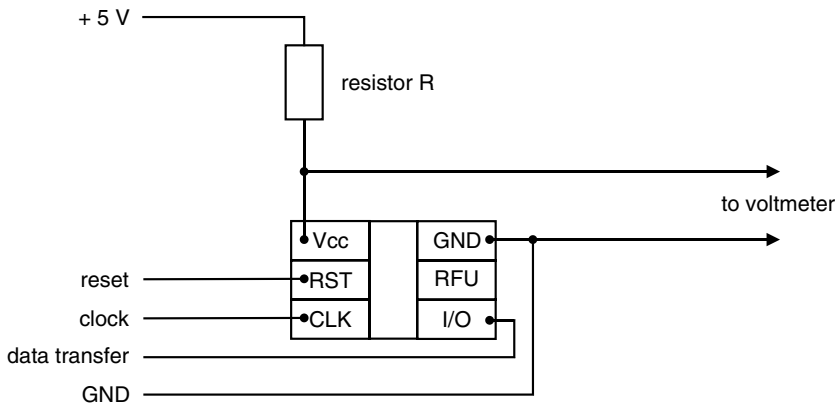 + 5 V
resistor R
to voltmeter
Vcc GND
reset RST RFU
clock CLK I/O
data transfer
GND